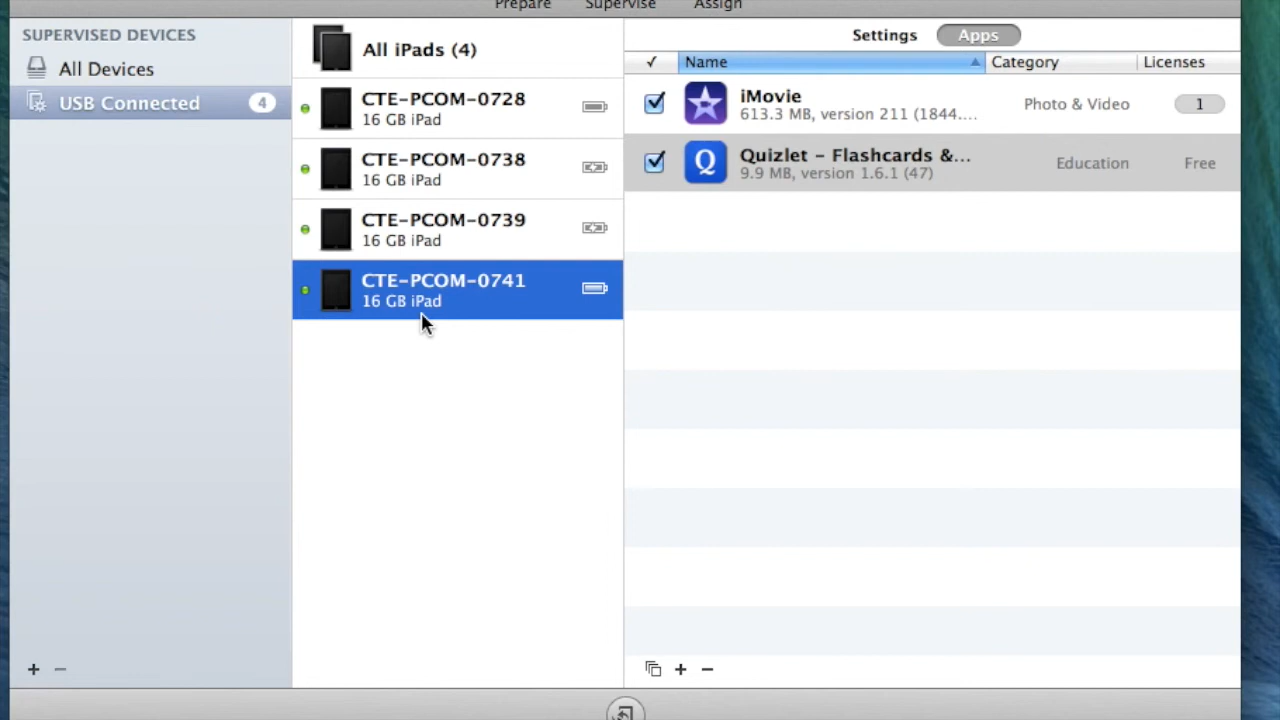 Prepare Supervise Assign
SUPERVISED DEVICES
All Devices
USB Connected 4
All iPads (4)
CTE-PCOM-0728
16 GB iPad
CTE-PCOM-0738
16 GB iPad
CTE-PCOM-0739
16 GB iPad
CTE-PCOM-0741
16 GB iPad
Settings Apps
✓ Name Category Licenses
iMovie
613.3 MB, version 211 (1844.... Photo & Video 1
Quizlet - Flashcards &...
9.9 MB, version 1.6.1 (47) Education Free